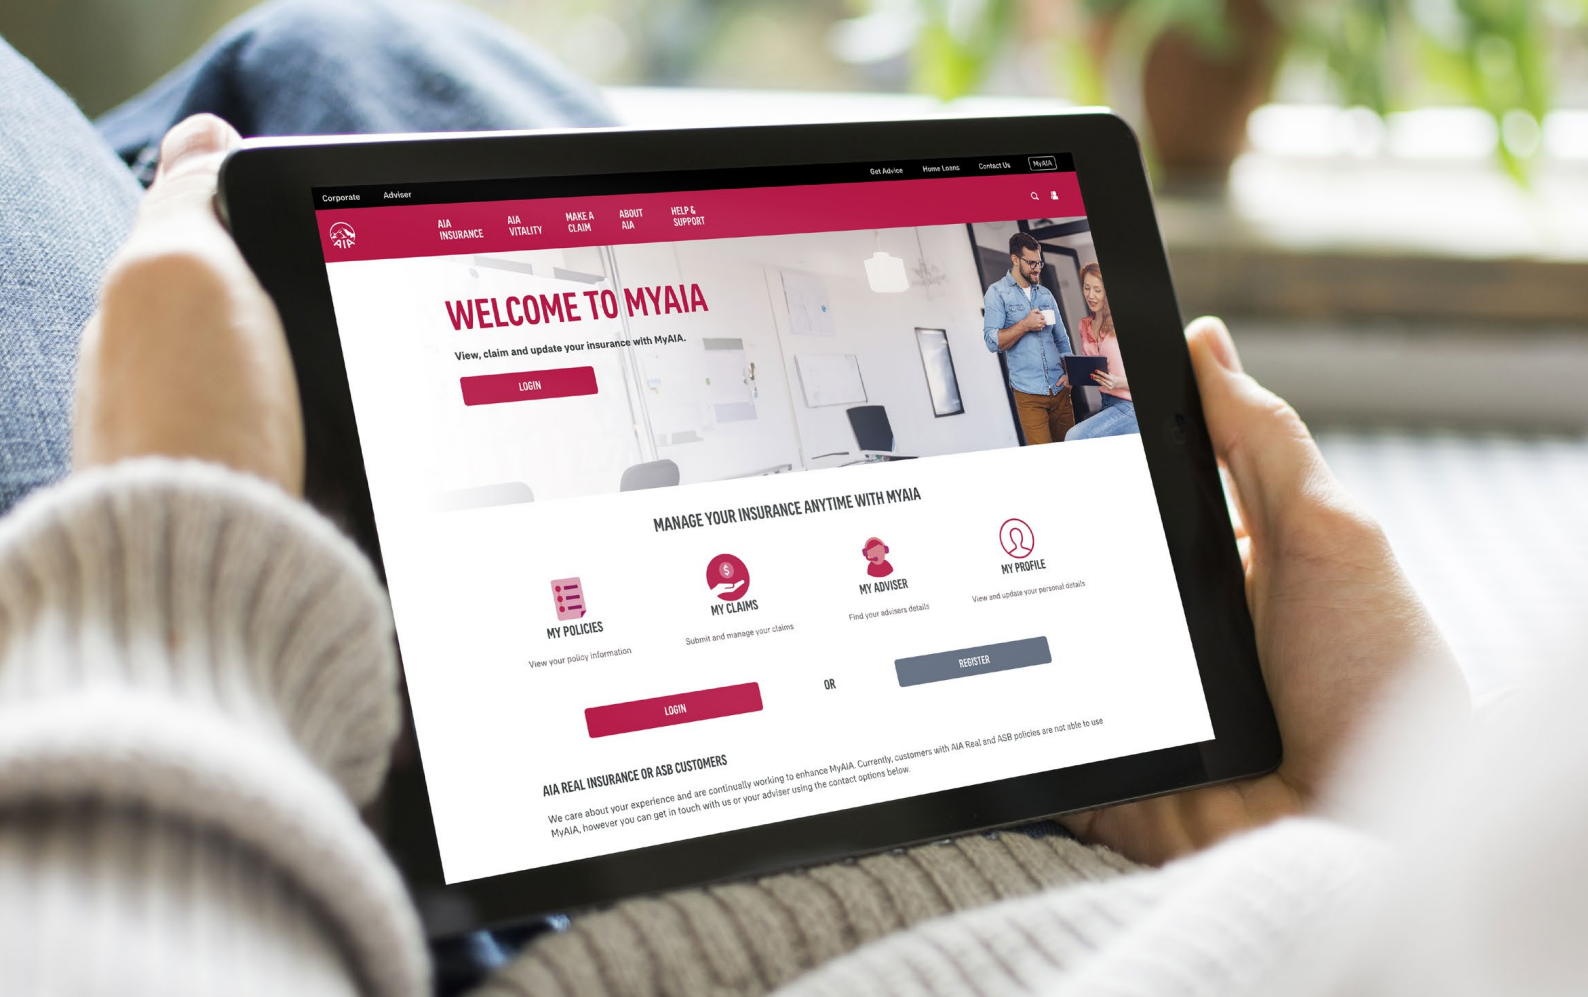 Corporate Adviser Get Advice Home Loans Contact Us MyAIA
AIA
AIA INSURANCE
AIA VITALITY
MAKE A CLAIM
ABOUT AIA
HELP & SUPPORT
WELCOME TO MYAIA
View, claim and update your insurance with MyAIA.
LOGIN
MANAGE YOUR INSURANCE ANYTIME WITH MYAIA
$
MY POLICIES
View your policy information
MY CLAIMS
Submit and manage your claims
MY ADVISER
Find your advisers details
MY PROFILE
View and update your personal details
LOGIN
OR
REGISTER
AIA REAL INSURANCE OR ASB CUSTOMERS
We care about your experience and are continually working to enhance MyAIA. Currently, customers with AIA Real and ASB policies are not able to use
MyAIA, however you can get in touch with us or your adviser using the contact options below.